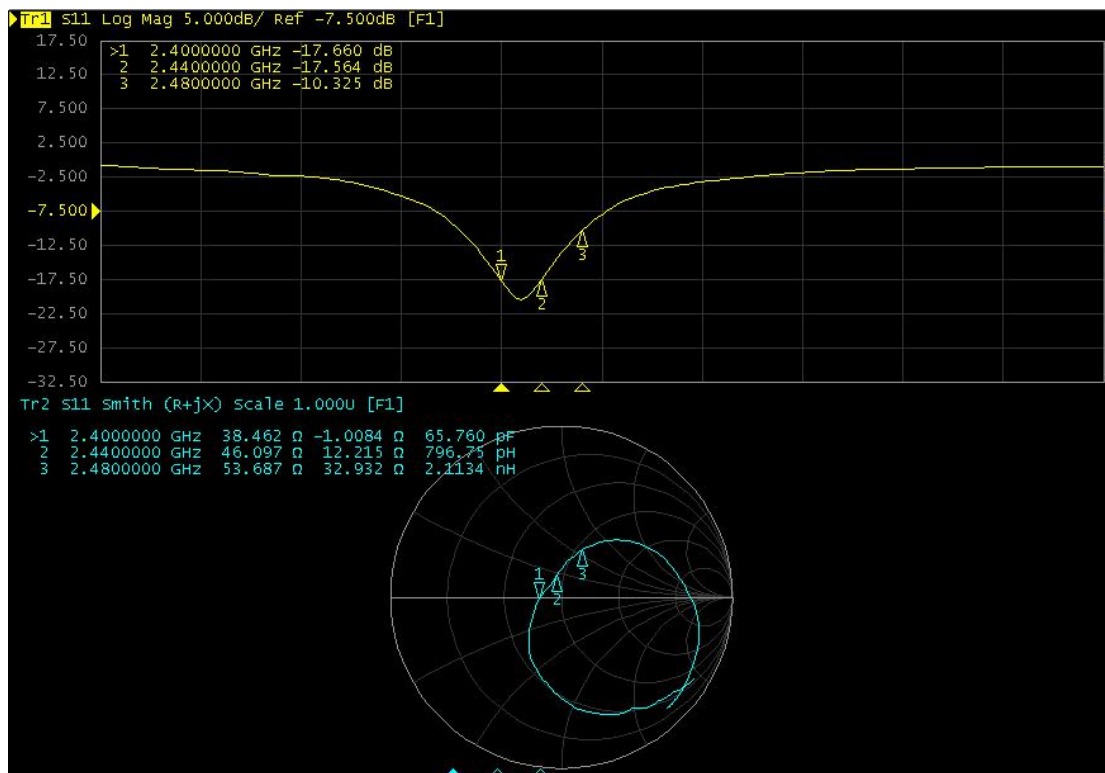 Tr1 S11 Log Mag 5.000dB/ Ref -7.500dB [F1]
17.50
>1 2.4000000 GHz -17.660 dB
2 2.4400000 GHz -17.564 dB
3 2.4800000 GHz -10.325 dB
12.50
7.500
2.500
-2.500
-7.500
-12.50
1
3
-17.50
2
-22.50
-27.50
-32.50
Tr2 S11 Smith (R+jX) Scale 1.000U [F1]
>1 2.4000000 GHz 38.462 Ω -1.0084 Ω 65.760 pF
2 2.4400000 GHz 46.097 Ω 12.215 Ω 796.75 pH
3 2.4800000 GHz 53.687 Ω 32.932 Ω 2.1134 nH
1
3
2